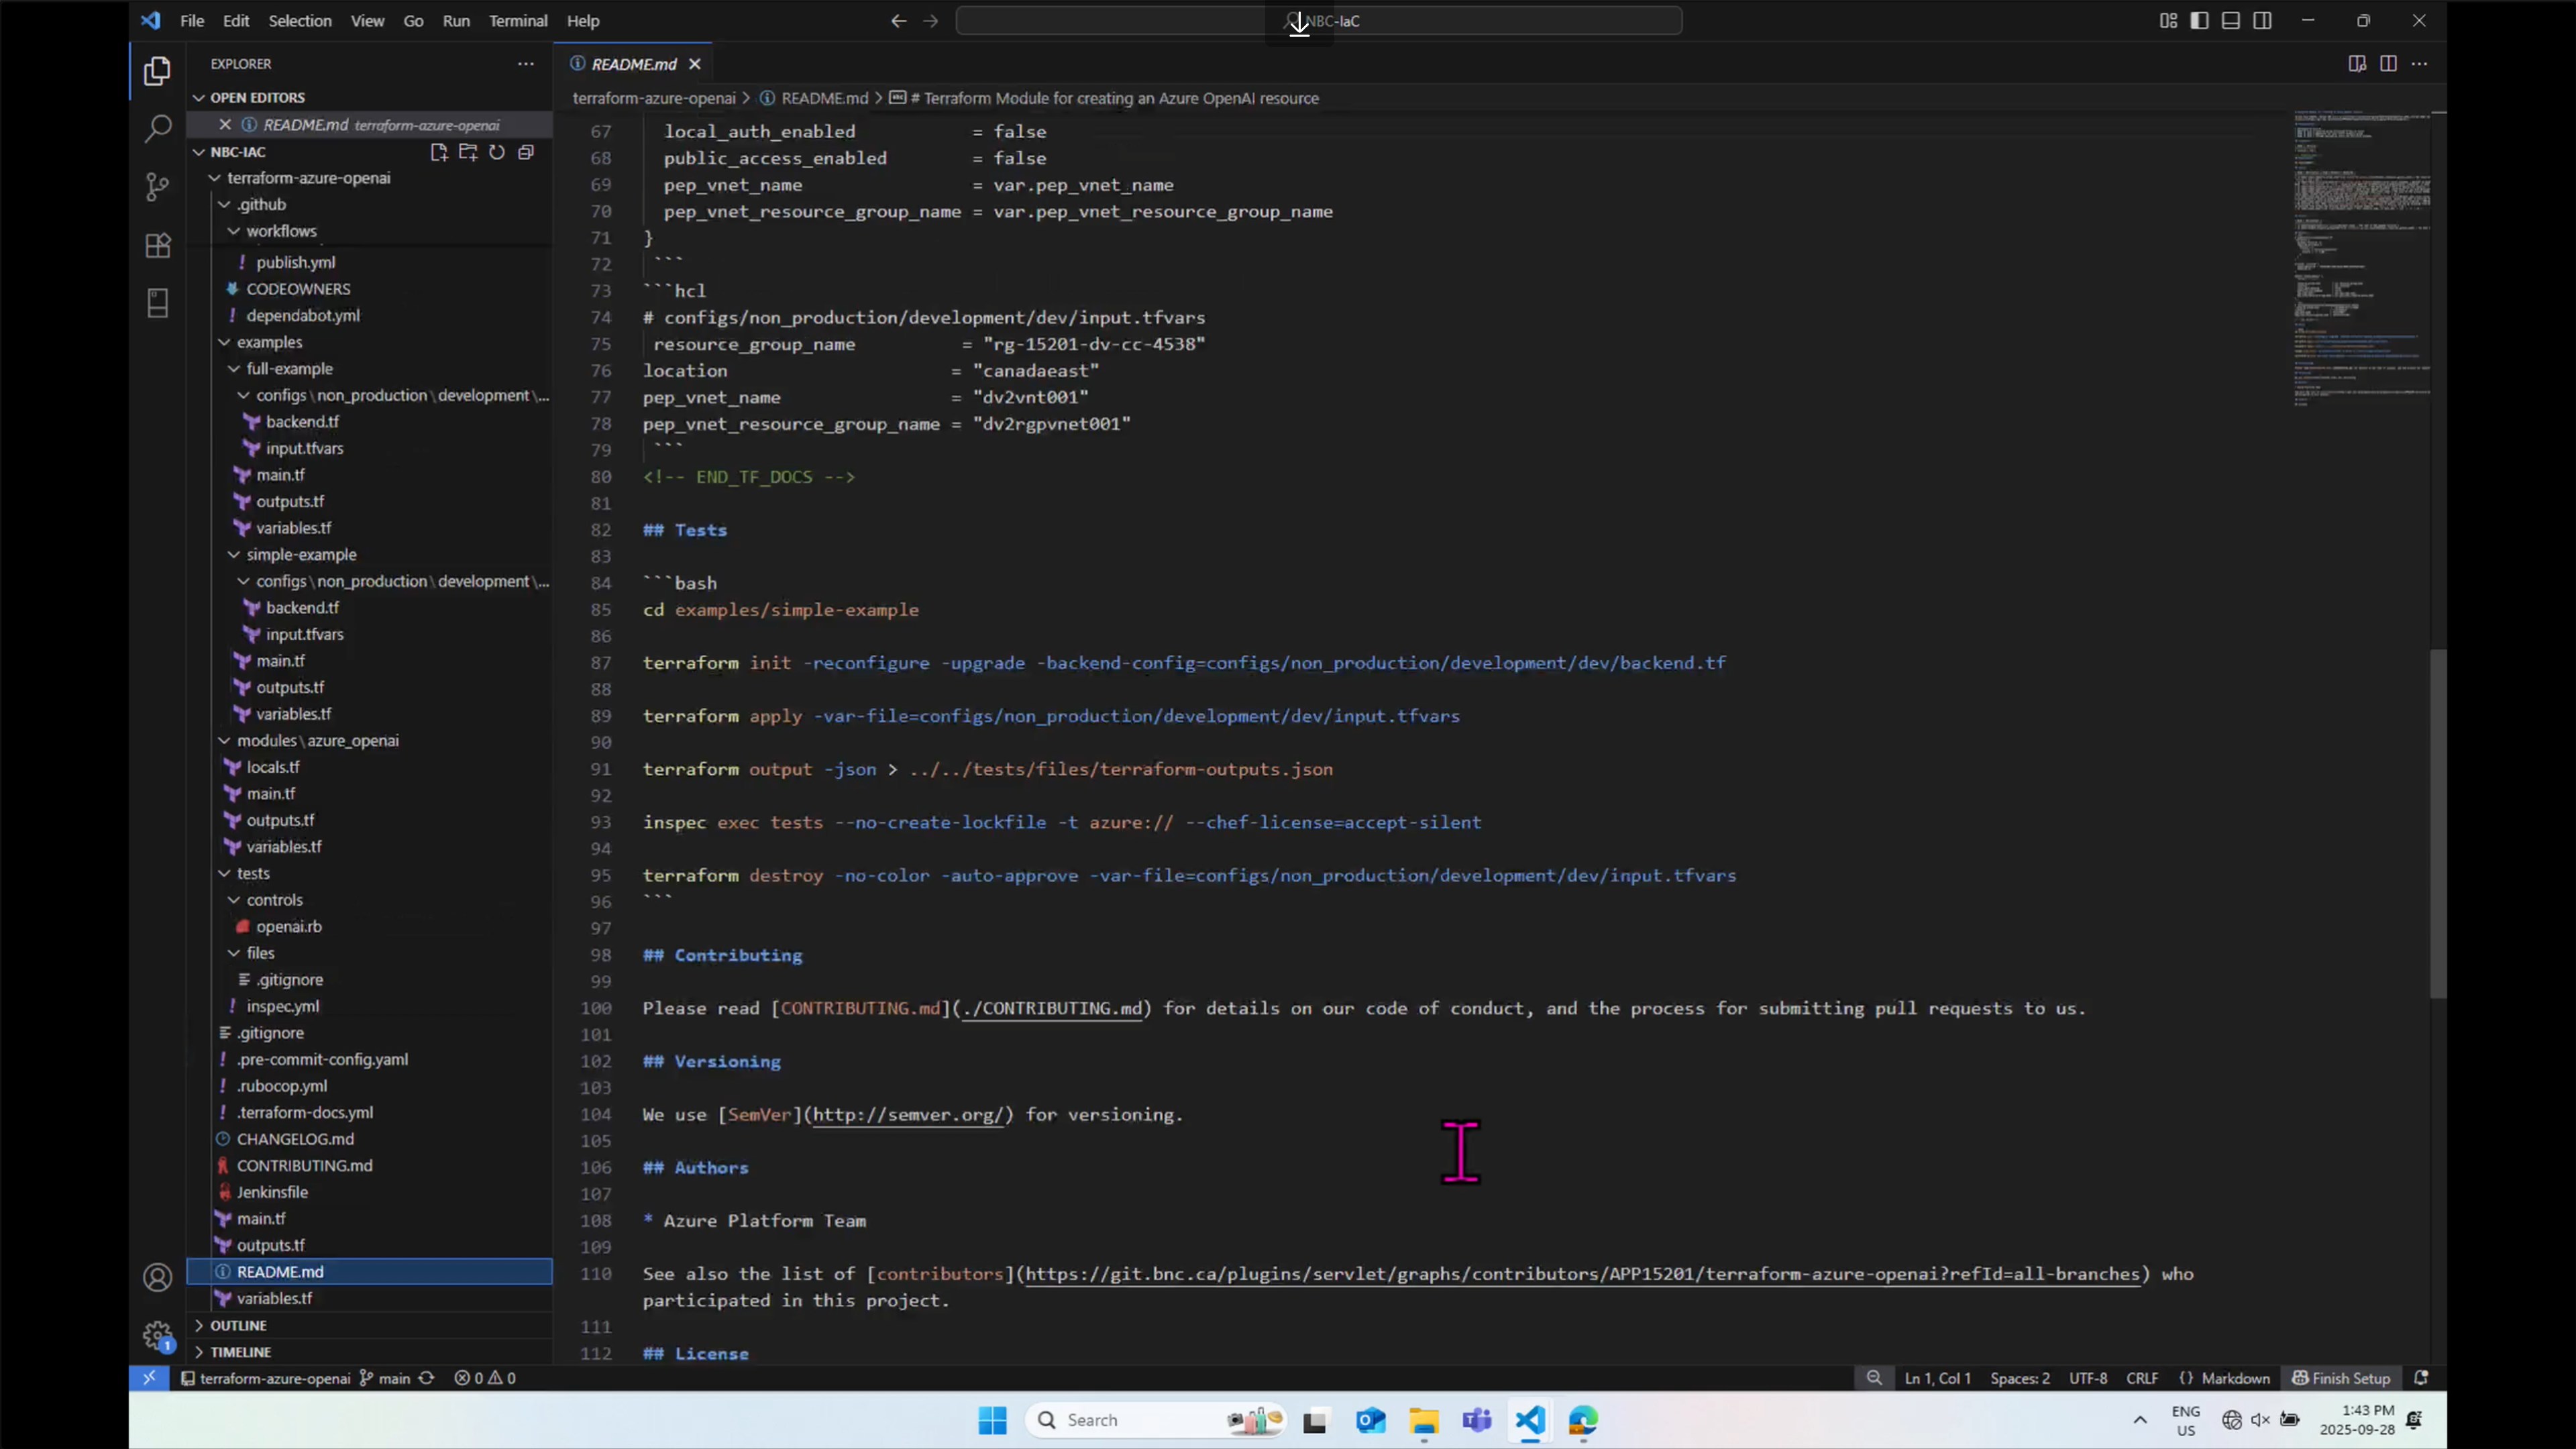 File Edit Selection View Go Run Terminal Help
NBC-IaC
EXPLORER
OPEN EDITORS
README.md terraform-azure-openai
NBC-IAC
terraform-azure-openai
.github
workflows
publish.yml
CODEOWNERS
dependabot.yml
examples
full-example
configs\non_production\development\...
backend.tf
input.tfvars
main.tf
outputs.tf
variables.tf
simple-example
configs\non_production\development\...
backend.tf
input.tfvars
main.tf
outputs.tf
variables.tf
modules\azure_openai
locals.tf
main.tf
outputs.tf
variables.tf
tests
controls
openai.rb
files
.gitignore
inspec.yml
.gitignore
.pre-commit-config.yaml
.rubocop.yml
.terraform-docs.yml
CHANGELOG.md
CONTRIBUTING.md
Jenkinsfile
main.tf
outputs.tf
README.md
variables.tf
OUTLINE
TIMELINE
README.md
terraform-azure-openai > README.md > # Terraform Module for creating an Azure OpenAI resource
67 local_auth_enabled = false
68 public_access_enabled = false
69 pep_vnet_name = var.pep_vnet_name
70 pep_vnet_resource_group_name = var.pep_vnet_resource_group_name
71 }
72 ```
73 ```hcl
74 # configs/non_production/development/dev/input.tfvars
75 resource_group_name = "rg-15201-dv-cc-4538"
76 location = "canadaeast"
77 pep_vnet_name = "dv2vnt001"
78 pep_vnet_resource_group_name = "dv2rgpvnet001"
79 ```
80 <!-- END_TF_DOCS -->
81
82 ## Tests
83
84 ```bash
85 cd examples/simple-example
86
87 terraform init -reconfigure -upgrade -backend-config=configs/non_production/development/dev/backend.tf
88
89 terraform apply -var-file=configs/non_production/development/dev/input.tfvars
90
91 terraform output -json > ../../tests/files/terraform-outputs.json
92
93 inspec exec tests --no-create-lockfile -t azure:// --chef-license=accept-silent
94
95 terraform destroy -no-color -auto-approve -var-file=configs/non_production/development/dev/input.tfvars
96 ```
97
98 ## Contributing
99
100 Please read [CONTRIBUTING.md](./CONTRIBUTING.md) for details on our code of conduct, and the process for submitting pull requests to us.
101
102 ## Versioning
103
104 We use [SemVer](http://semver.org/) for versioning.
105
106 ## Authors
107
108 * Azure Platform Team
109
110 See also the list of [contributors](https://git.bnc.ca/plugins/servlet/graphs/contributors/APP15201/terraform-azure-openai?refId=all-branches) who
participated in this project.
111
112 ## License
terraform-azure-openai main 0 0 Ln 1, Col 1 Spaces: 2 UTF-8 CRLF {} Markdown Finish Setup
1
Search
ENG
US
1:43 PM
2025-09-28